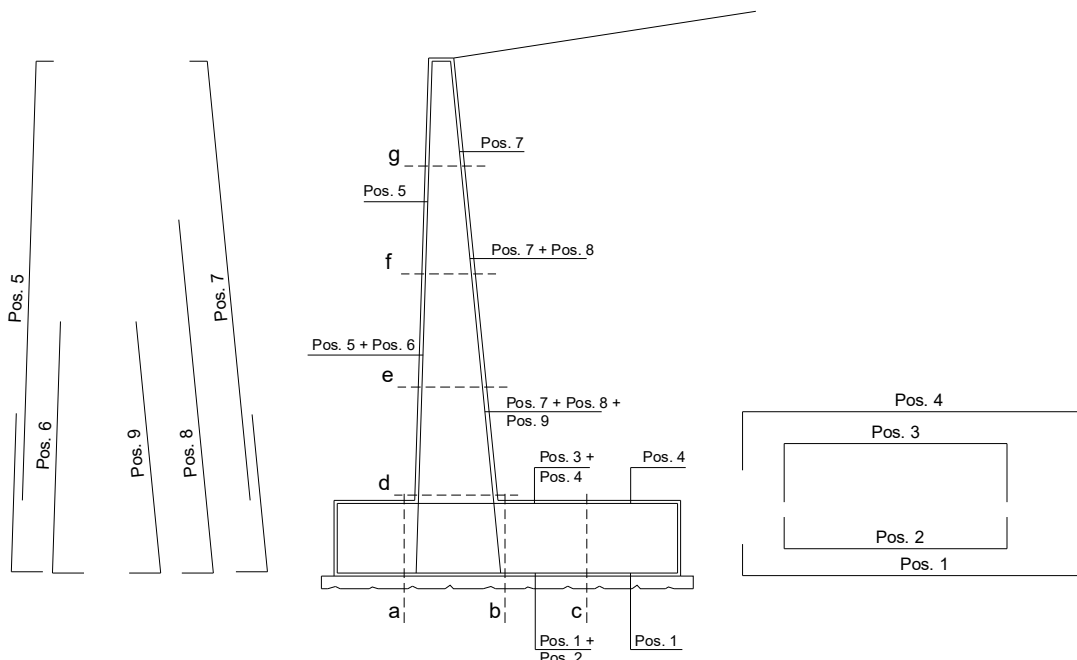 g
Pos. 7
Pos. 5
f
Pos. 7 + Pos. 8
Pos. 5
Pos. 7
Pos. 5 + Pos. 6
e
Pos. 7 + Pos. 8 +
Pos. 9
Pos. 4
Pos. 3
Pos. 6
Pos. 9
Pos. 8
Pos. 3 +
Pos. 4
Pos. 4
d
Pos. 2
Pos. 1
a
b
c
Pos. 1 +
Pos. 2
Pos. 1